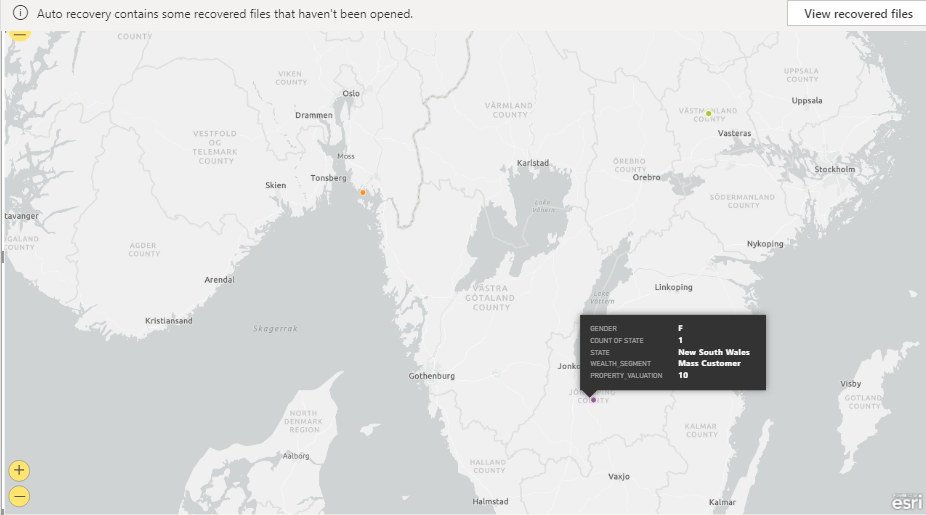 Auto recovery contains some recovered files that haven't been opened.
View recovered files
COUNTY
VIKEN
COUNTY
UPPSALA
COUNTY
Oslo
Uppsala
VÄRMLAND
COUNTY
Drammen
COUNTY
Vasteras
VESTFOLD
OG
TELEMARK
COUNTY
Moss
Karlstad
ÖREBRO
COUNTY
Stockholm
Tonsberg
Orebro
Skien
SÖDERMANLAND
COUNTY
Lake
Vänern
tavanger
COUNTY
AGDER
COUNTY
Nykoping
Arendal
VÄSTRA
GÖTALAND
COUNTY
Linkoping
Lake
Kristiansand
Skagerrak
GENDER F
COUNT OF STATE 1
STATE New South Wales
WEALTH_SEGMENT Mass Customer
PROPERTY_VALUATION 10
Jonko
Gothenburg
COUNTY
Visby
GOTLAND
COUNTY
NORTH
DENMARK
REGION
KALMAR
COUNTY
Aalborg
HALLAND
COUNTY
Vaxjo
Halmstad
Kalmar
esri